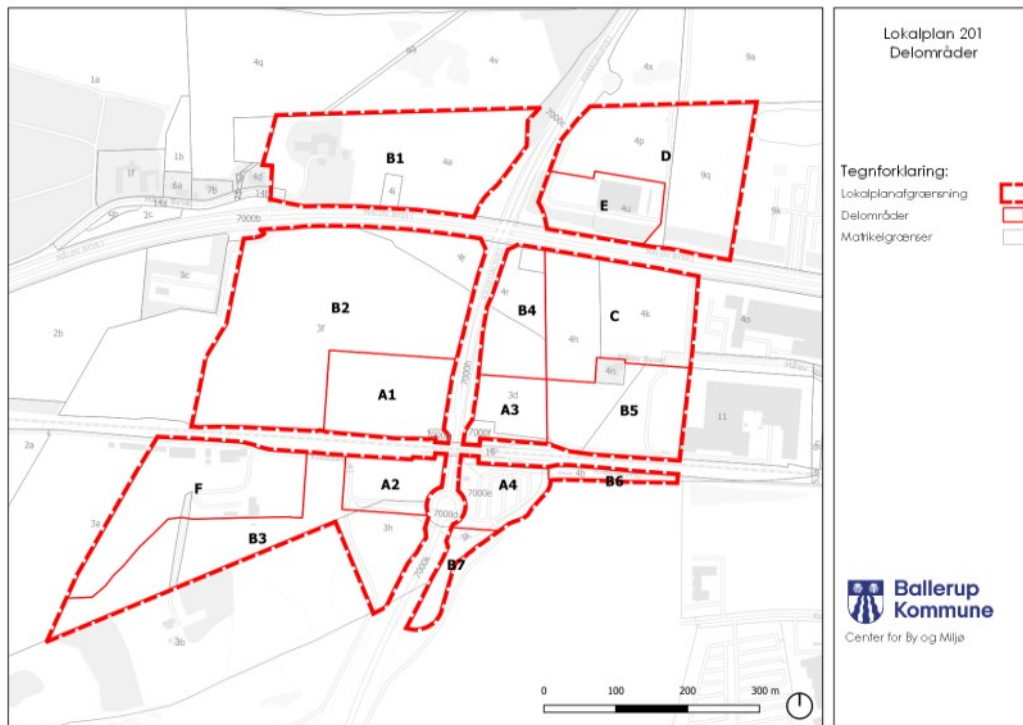 Lokalplan 201
Delområder
Tegnforklaring:
Lokalplanafgrænsning
Delområder
Matrikelgrænser
Ballerup
Kommune
Center for By og Miljø
0 100 200 300 m
4q
4v
4x
9a
1a
7000c
4p
B1
4a
D
1b
1f
6a
7b
4d
4i
9q
E
4u
14a
2c
7000b
9k
3c
4r
B2
B4
C
4k
4o
3f
4h
2b
4n
A1
3d
A3
B5
11
7000h
2a
7000f
16
A2
A4
4b
B6
F
7000e
7000d
3a
3h
B3
B7
7000k
3b